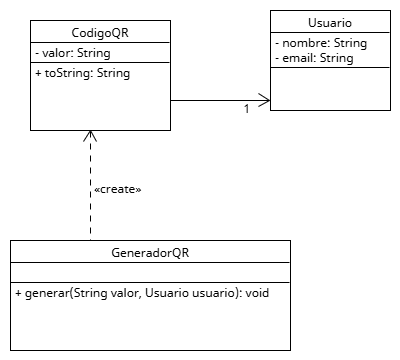 CodigoQR
- valor: String
+ toString: String
Usuario
- nombre: String
- email: String
1
«create»
GeneradorQR
+ generar(String valor, Usuario usuario): void